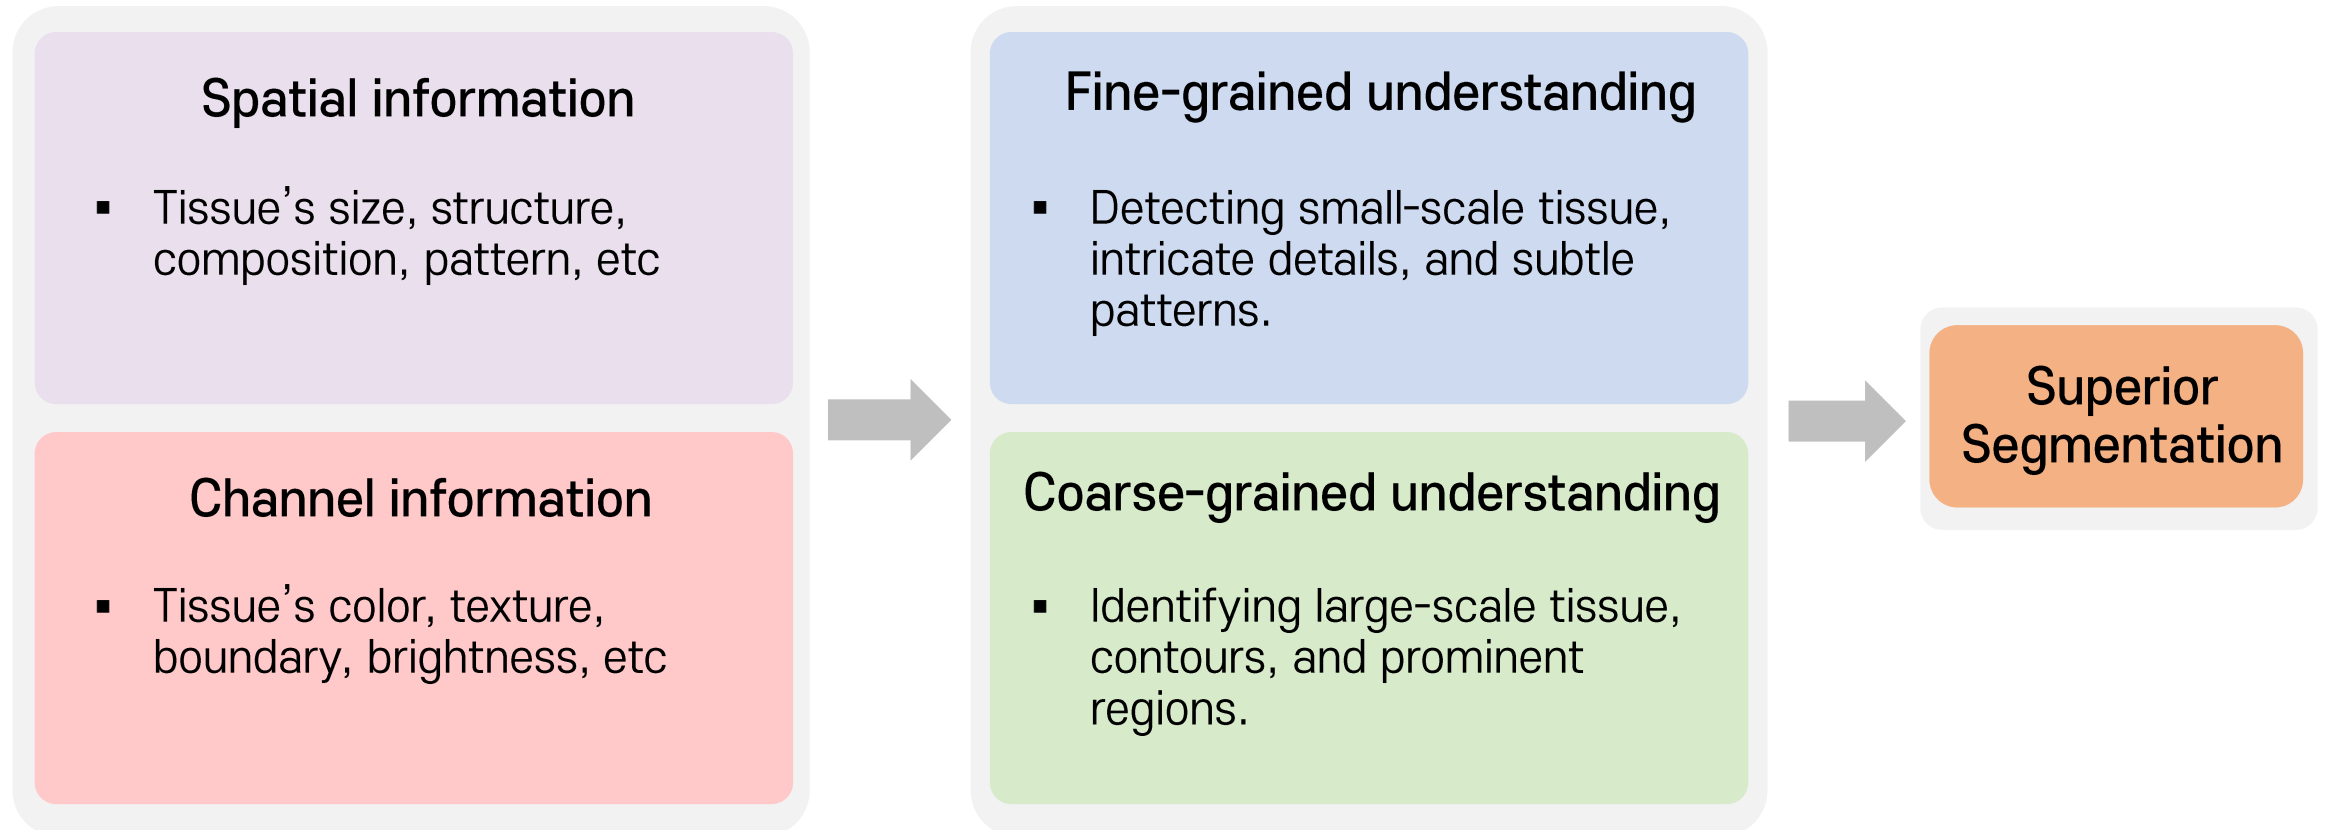 Spatial information
▪ Tissue’s size, structure,
composition, pattern, etc
Channel information
▪ Tissue’s color, texture,
boundary, brightness, etc
Fine-grained understanding
▪ Detecting small-scale tissue,
intricate details, and subtle
patterns.
Coarse-grained understanding
▪ Identifying large-scale tissue,
contours, and prominent
regions.
Superior
Segmentation